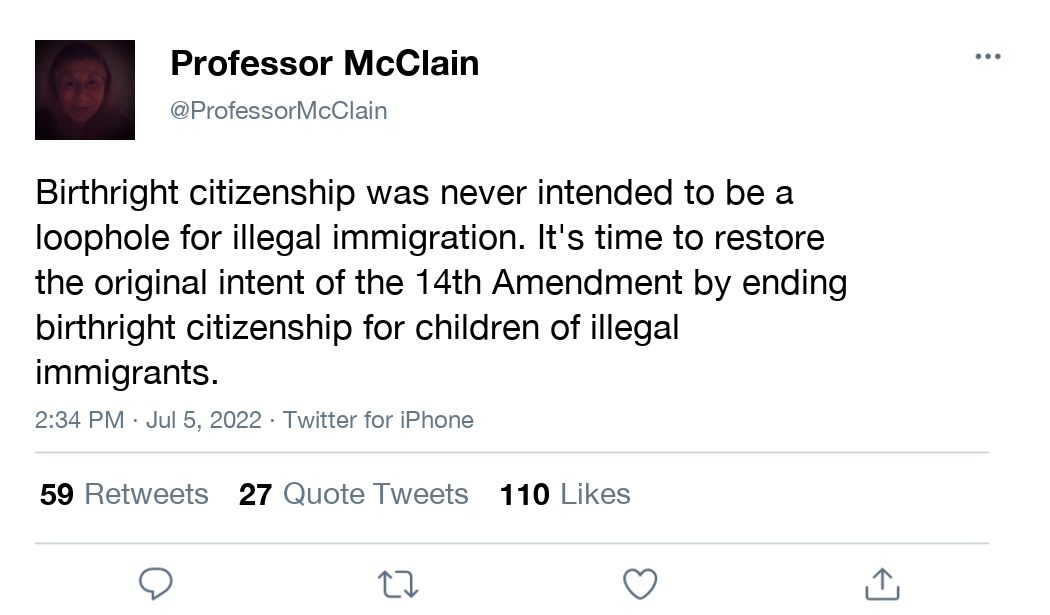 Professor McClain
@ProfessorMcClain
Birthright citizenship was never intended to be a
loophole for illegal immigration. It's time to restore
the original intent of the 14th Amendment by ending
birthright citizenship for children of illegal
immigrants.
2:34 PM · Jul 5, 2022 · Twitter for iPhone
59 Retweets 27 Quote Tweets 110 Likes